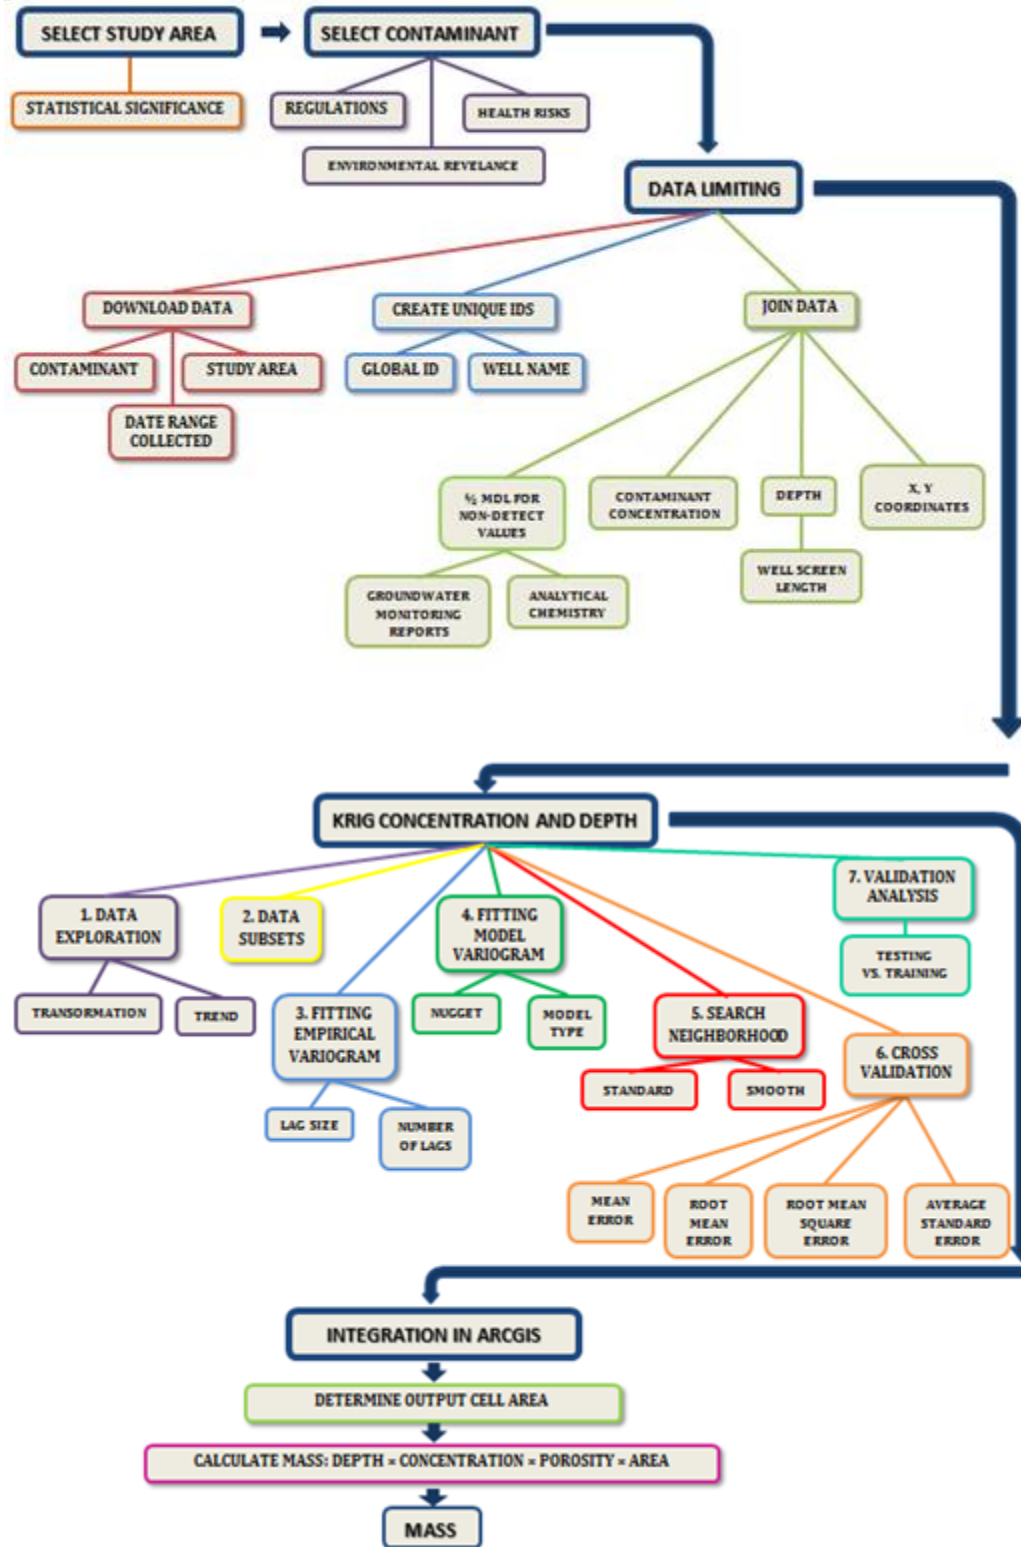 SELECT STUDY AREA
SELECT CONTAMINANT
STATISTICAL SIGNIFICANCE
REGULATIONS
HEALTH RISKS
ENVIRONMENTAL REVELANCE
DATA LIMITING
DOWNLOAD DATA
CREATE UNIQUE IDS
JOIN DATA
CONTAMINANT
STUDY AREA
GLOBAL ID
WELL NAME
DATE RANGE
COLLECTED
½ MDL FOR
NON-DETECT
VALUES
CONTAMINANT
CONCENTRATION
DEPTH
X, Y
COORDINATES
WELL SCREEN
LENGTH
GROUNDWATER
MONITORING
REPORTS
ANALYTICAL
CHEMISTRY
KRIG CONCENTRATION AND DEPTH
1. DATA
EXPLORATION
2. DATA
SUBSETS
4. FITTING
MODEL
VARIOGRAM
7. VALIDATION
ANALYSIS
TESTING
VS. TRAINING
TRANSORMATION
TREND
3. FITTING
EMPIRICAL
VARIOGRAM
NUGGET
MODEL
TYPE
5. SEARCH
NEIGHBORHOOD
6. CROSS
VALIDATION
STANDARD
SMOOTH
LAG SIZE
NUMBER
OF LAGS
MEAN
ERROR
ROOT
MEAN
ERROR
ROOT MEAN
SQUARE
ERROR
AVERAGE
STANDARD
ERROR
INTEGRATION IN ARCGIS
DETERMINE OUTPUT CELL AREA
CALCULATE MASS: DEPTH × CONCENTRATION × POROSITY × AREA
MASS